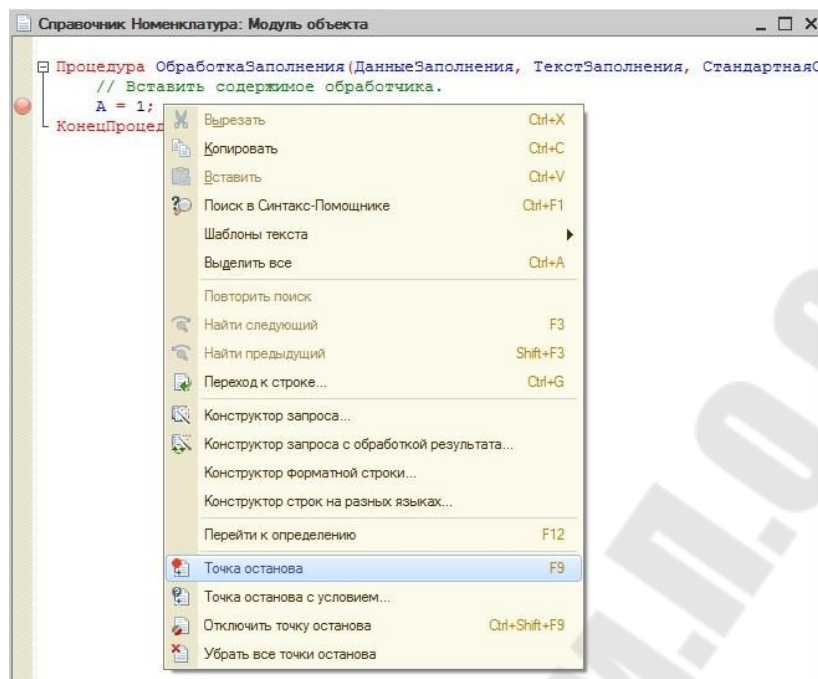 Справочник Номенклатура: Модуль объекта
Процедура ОбработкаЗаполнения(ДанныеЗаполнения, ТекстЗаполнения,
// Вставить содержимое обработчика.
А = 1;
КонецПроцед
Вырезать Ctrl+X
Копировать Ctrl+C
Вставить Ctrl+V
Поиск в Синтакс-Помощнике Ctrl+F1
Шаблоны текста
Выделить все Ctrl+A
Повторить поиск
Найти следующий F3
Найти предыдущий Shift+F3
Переход к строке... Ctrl+G
Конструктор запроса...
Конструктор запроса с обработкой результата...
Конструктор форматной строки...
Конструктор строк на разных языках...
Перейти к определению F12
Точка останова F9
Точка останова с условием...
Отключить точку останова Ctrl+Shift+F9
Убрать все точки останова